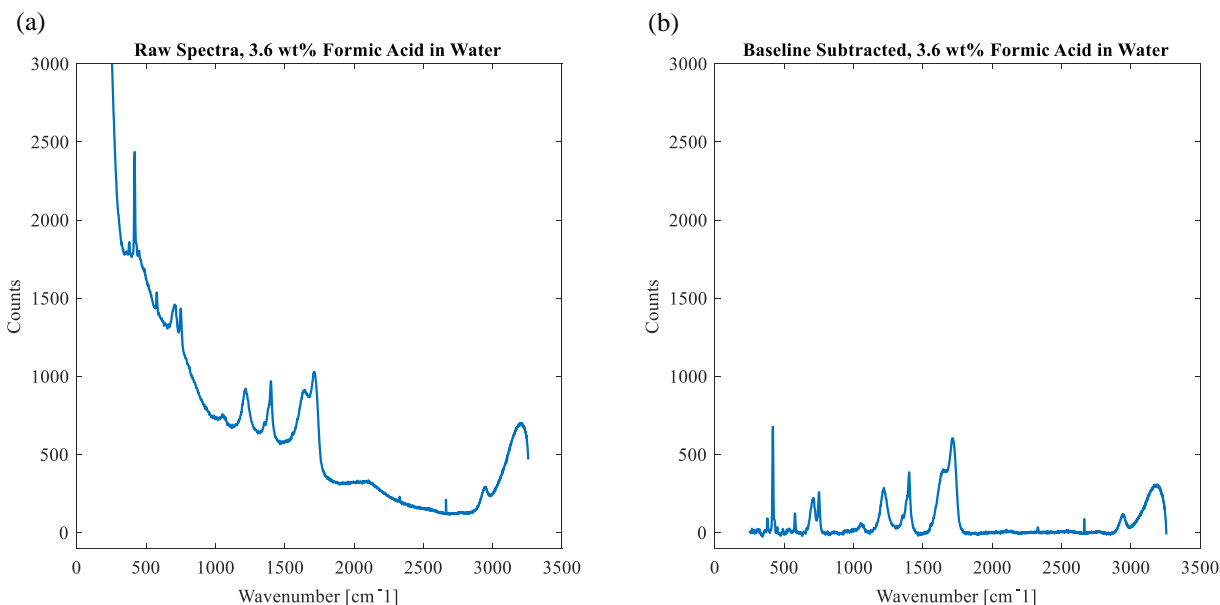 (a)
Raw Spectra, 3.6 wt% Formic Acid in Water
3000
2500
2000
1500
1000
500
0
Counts
0 500 1000 1500 2000 2500 3000 3500
Wavenumber [cm⁻1]
(b)
Baseline Subtracted, 3.6 wt% Formic Acid in Water
3000
2500
2000
1500
1000
500
0
Counts
0 500 1000 1500 2000 2500 3000 3500
Wavenumber [cm⁻1]